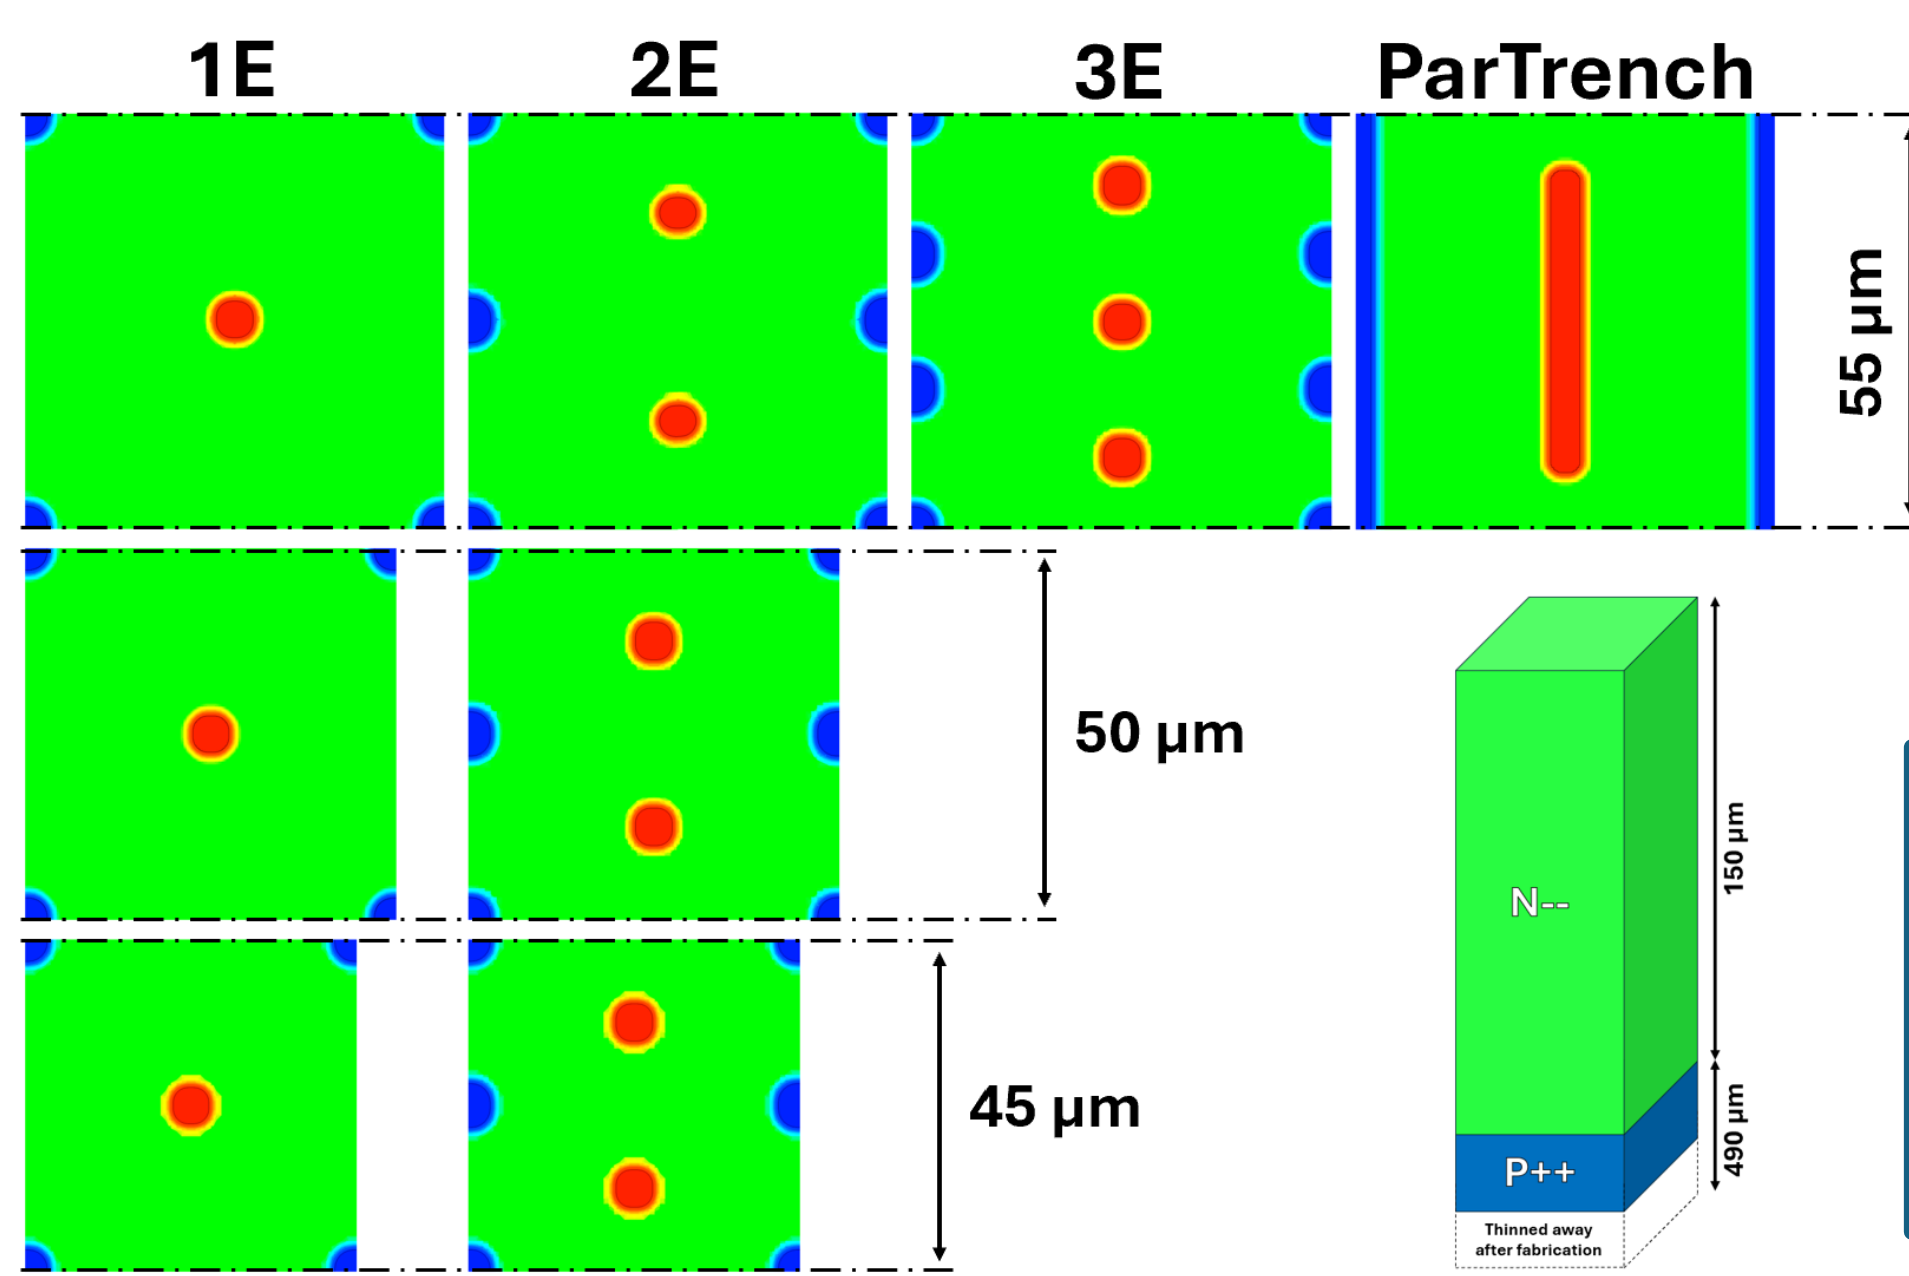 1E
2E
3E
ParTrench
55 µm
50 µm
45 µm
150 µm
N--
490 µm
P++
Thinned away
after fabrication